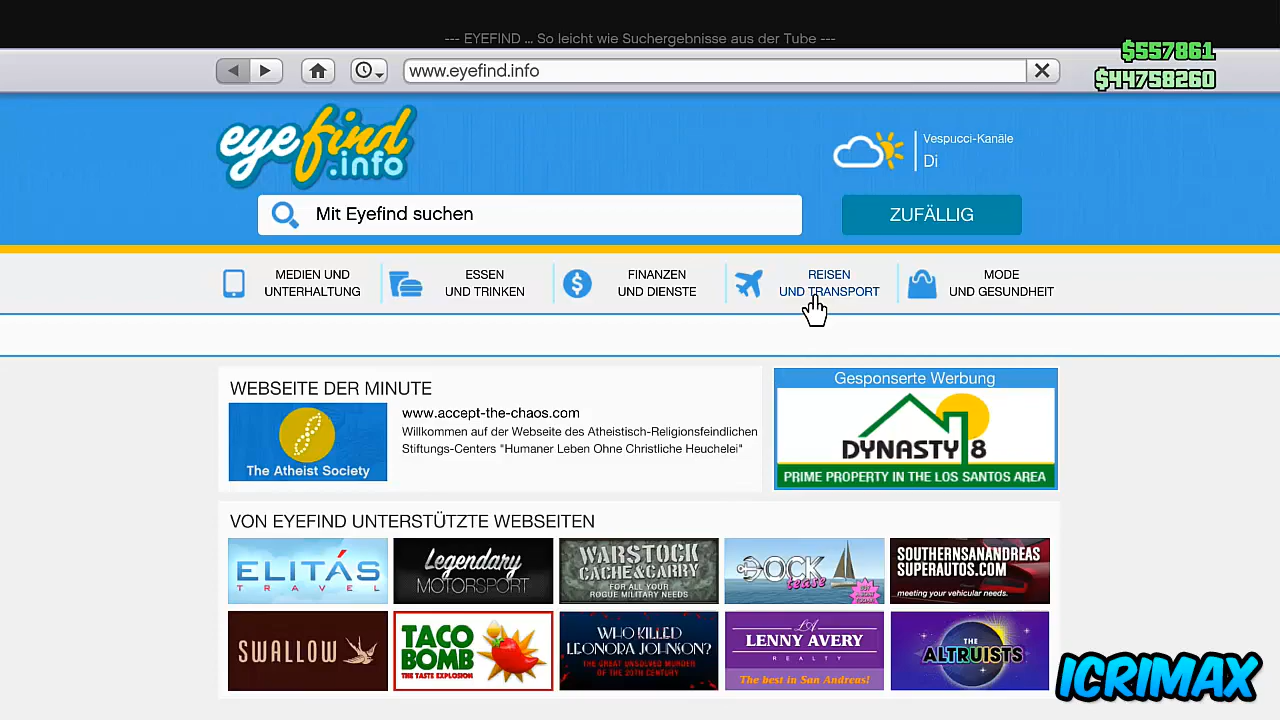 --- EYEFIND ... So leicht wie Suchergebnisse aus der Tube ---
$557861
www.eyefind.info
$44758260
eyefind
.info
Vespucci-Kanäle
Di
Mit Eyefind suchen
ZUFÄLLIG
MEDIEN UND
UNTERHALTUNG
ESSEN
UND TRINKEN
FINANZEN
UND DIENSTE
REISEN
UND TRANSPORT
MODE
UND GESUNDHEIT
WEBSEITE DER MINUTE
The Atheist Society
www.accept-the-chaos.com
Willkommen auf der Webseite des Atheistisch-Religionsfeindlichen
Stiftungs-Centers "Humaner Leben Ohne Christliche Heuchelei"
Gesponserte Werbung
DYNASTY 8
PRIME PROPERTY IN THE LOS SANTOS AREA
VON EYEFIND UNTERSTÜTZTE WEBSEITEN
ELITÁS
TRAVEL
Legendary
MOTORSPORT
WARSTOCK
CACHE & CARRY
FOR ALL YOUR
ROGUE MILITARY NEEDS
DOCK
tease
SOUTHERNSANANDREAS
SUPERAUTOS.COM
meeting your vehicular needs.
SWALLOW
TACO
BOMB
THE TASTE EXPLOSION
WHO KILLED
LEONORA JOHNSON?
THE GREAT UNSOLVED MURDER
OF THE 20TH CENTURY
LA
LENNY AVERY
REALTY
The best in San Andreas!
THE
ALTRUISTS
ICRIMAX